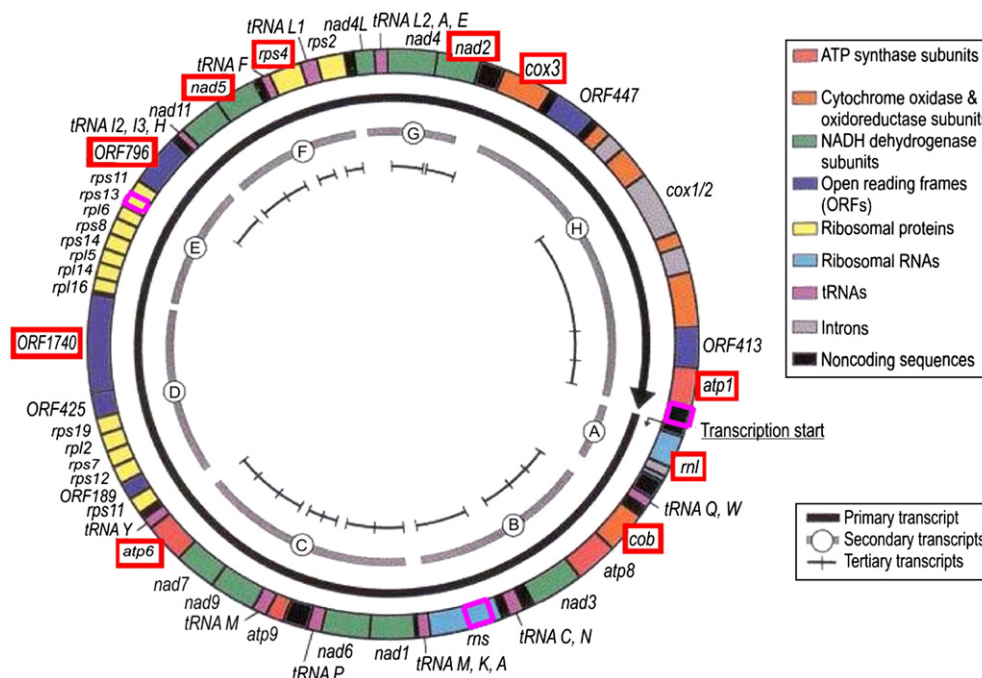 tRNA L1
nad4L
tRNA L2, A, E
rps4
rps2
nad4
nad2
tRNA F
cox3
nad5
ORF447
nad11
tRNA I2, I3, H
ORF796
rps11
rps13
rpl6
rps8
rps14
rpl5
rpl14
rpl16
cox1/2
ORF1740
ORF413
atp1
ORF425
rps19
rpl2
rps7
rps12
ORF189
rps11
tRNA Y
atp6
nad7
nad9
tRNA M
atp9
tRNA P
nad6
nad1
tRNA M, K, A
rns
tRNA C, N
nad3
atp8
cob
tRNA Q, W
rnl
Transcription start
G
F
H
E
D
A
B
C
ATP synthase subunits
Cytochrome oxidase &
oxidoreductase subunits
NADH dehydrogenase
subunits
Open reading frames
(ORFs)
Ribosomal proteins
Ribosomal RNAs
tRNAs
Introns
Noncoding sequences
Primary transcript
Secondary transcripts
Tertiary transcripts